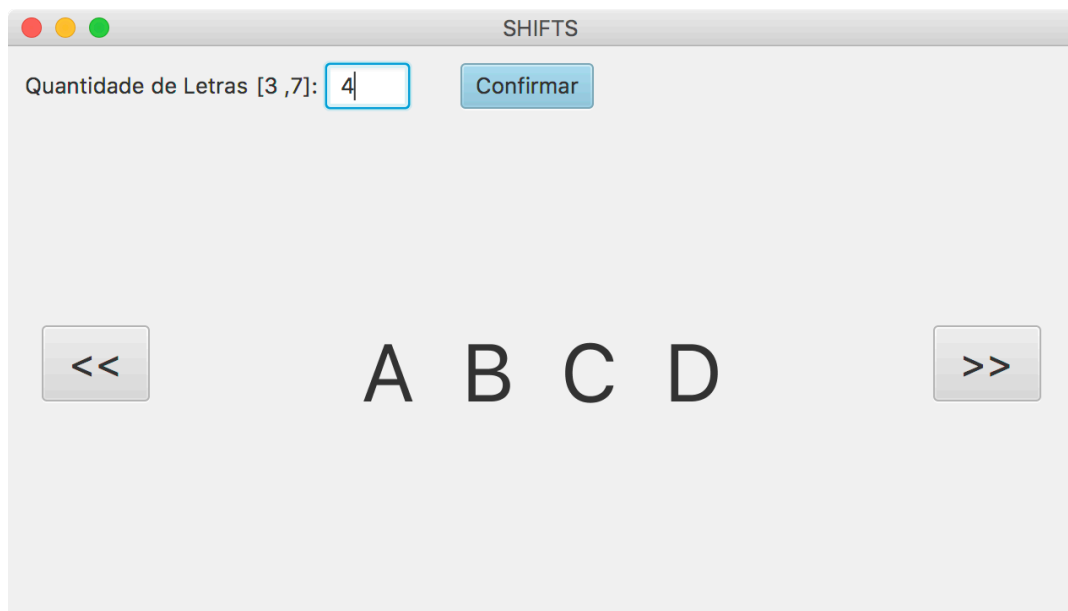 SHIFTS
Quantidade de Letras [3 ,7]: 4 Confirmar
<< A B C D >>